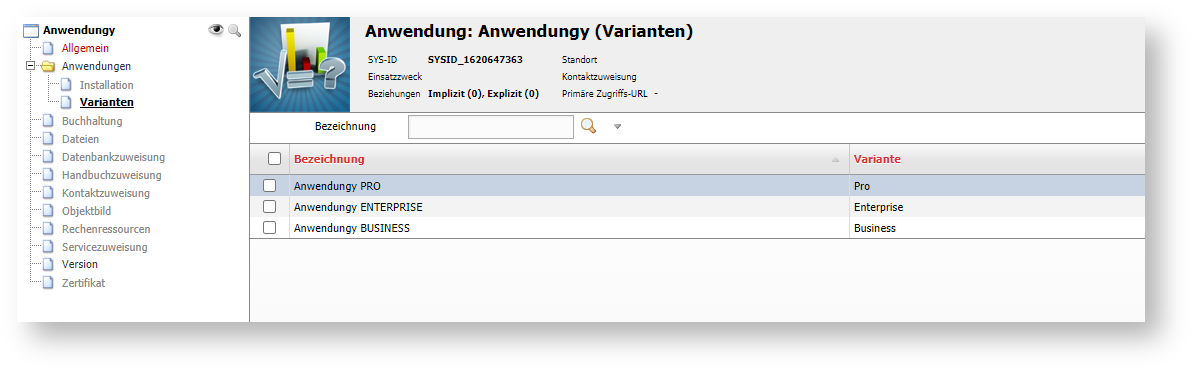 Anwendungy
Allgemein
Anwendungen
Installation
Varianten
Buchhaltung
Dateien
Datenbankzuweisung
Handbuchzuweisung
Kontaktzuweisung
Objektbild
Rechenressourcen
Servicezuweisung
Version
Zertifikat
Anwendung: Anwendungy (Varianten)
SYS-ID SYSID_1620647363 Standort
Einsatzzweck Kontaktzuweisung
Beziehungen Implizit (0), Explizit (0) Primäre Zugriffs-URL -
Bezeichnung
Bezeichnung Variante
Anwendungy PRO Pro
Anwendungy ENTERPRISE Enterprise
Anwendungy BUSINESS Business